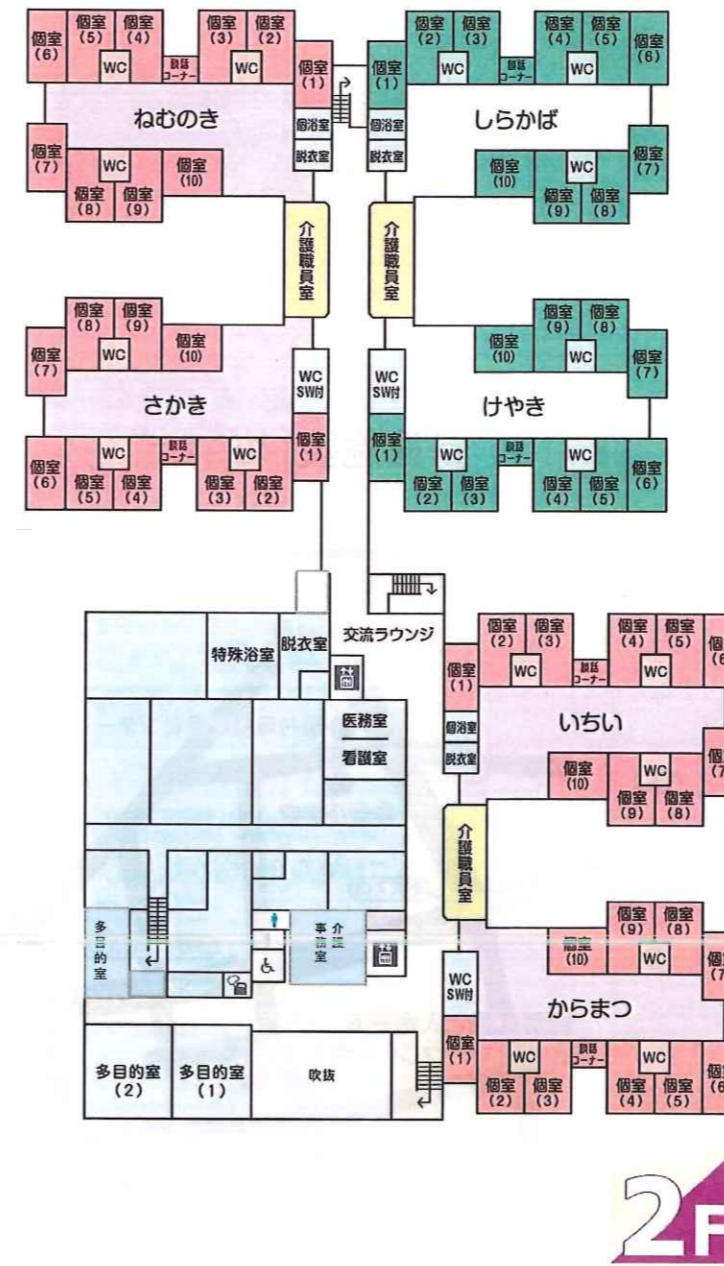 個室
(6)
個室
(5)
個室
(4)
WC
談話
コーナー
個室
(3)
個室
(2)
WC
個室
(1)
個浴室
脱衣室
ねむのき
個室
(7)
個室
(8)
WC
個室
(9)
個室
(10)
個室
(1)
個浴室
脱衣室
個室
(2)
個室
(3)
WC
談話
コーナー
個室
(4)
個室
(5)
WC
個室
(6)
しらかば
個室
(7)
個室
(10)
WC
個室
(9)
個室
(8)
介護職員室
介護職員室
個室
(8)
個室
(9)
WC
個室
(10)
個室
(7)
WC
SW付
さかき
個室
(6)
WC
個室
(5)
個室
(4)
談話
コーナー
WC
個室
(3)
個室
(2)
個室
(1)
個室
(9)
個室
(8)
WC
個室
(10)
個室
(7)
WC
SW付
けやき
個室
(1)
WC
個室
(2)
個室
(3)
談話
コーナー
WC
個室
(4)
個室
(5)
個室
(6)
特殊浴室
脱衣室
交流ラウンジ
医務室
看護室
個室
(1)
個浴室
脱衣室
個室
(2)
個室
(3)
WC
談話
コーナー
個室
(4)
個室
(5)
WC
(6
いちい
個室
(10)
WC
個室
(9)
個室
(8)
(7
介護職員室
多目的室
介護
事務室
個室
(9)
個室
(8)
WC
個室
(10)
(7
WC
SW付
からまつ
個室
(1)
WC
個室
(2)
個室
(3)
談話
コーナー
WC
個室
(4)
個室
(5)
(6
多目的室
(2)
多目的室
(1)
吹抜
2F